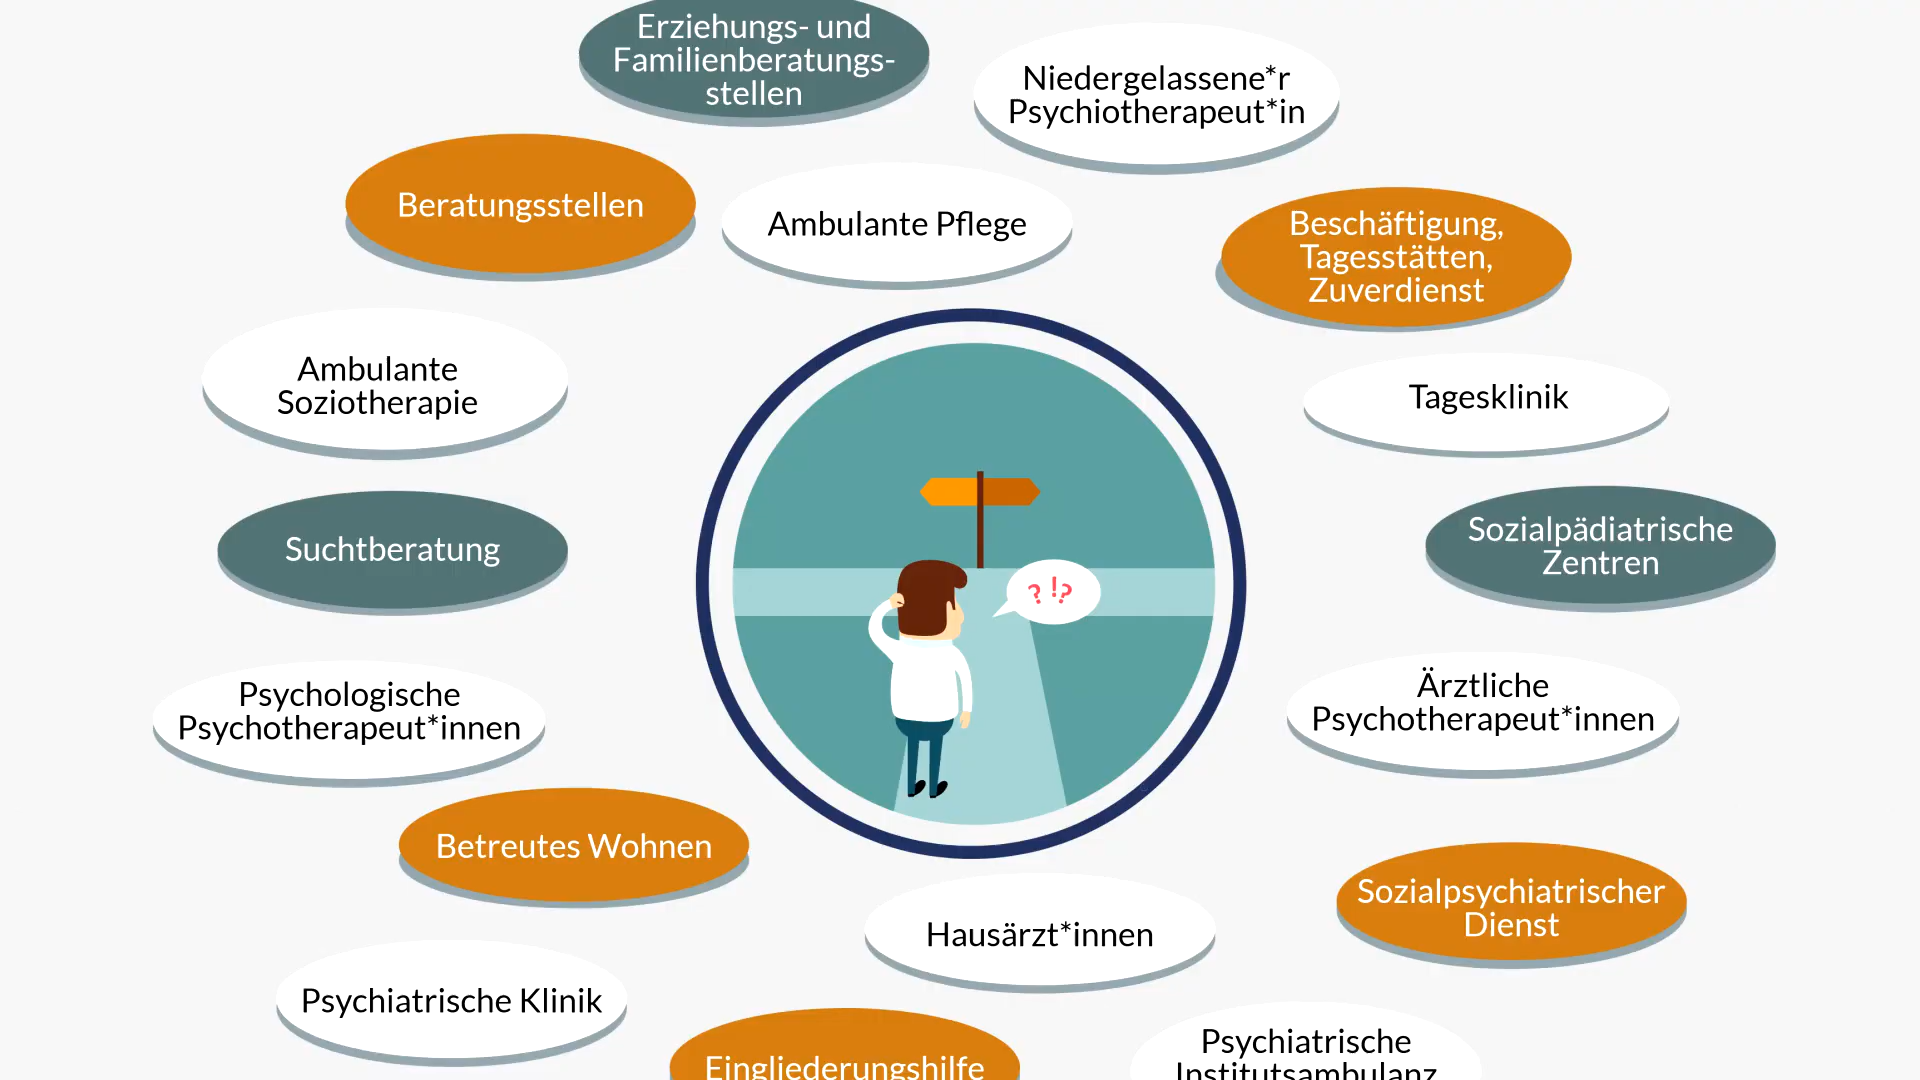 Erziehungs- und
Familienberatungs-
stellen
Niedergelassene*r
Psychiotherapeut*in
Beratungsstellen
Ambulante Pflege
Beschäftigung,
Tagesstätten,
Zuverdienst
Ambulante
Soziotherapie
Tagesklinik
Suchtberatung
Sozialpädiatrische
Zentren
? !?
Psychologische
Psychotherapeut*innen
Ärztliche
Psychotherapeut*innen
Betreutes Wohnen
Hausärzt*innen
Sozialpsychiatrischer
Dienst
Psychiatrische Klinik
Eingliederungshilfe
Psychiatrische
Institutsambulanz